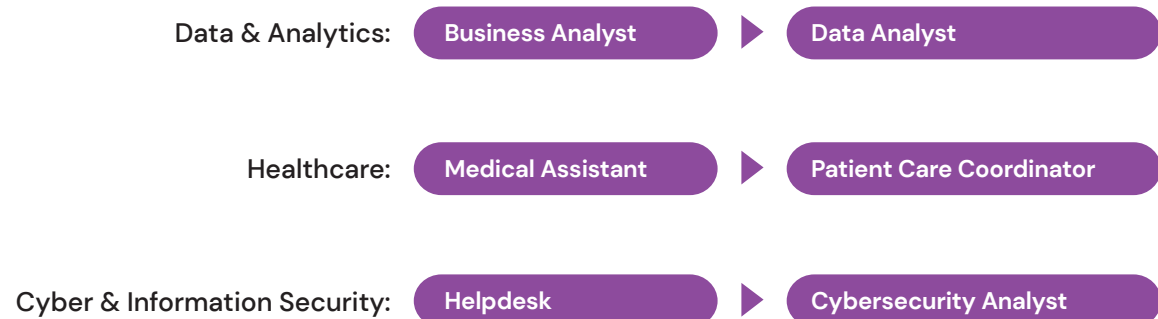 Data & Analytics: Business Analyst Data Analyst
Healthcare: Medical Assistant Patient Care Coordinator
Cyber & Information Security: Helpdesk Cybersecurity Analyst